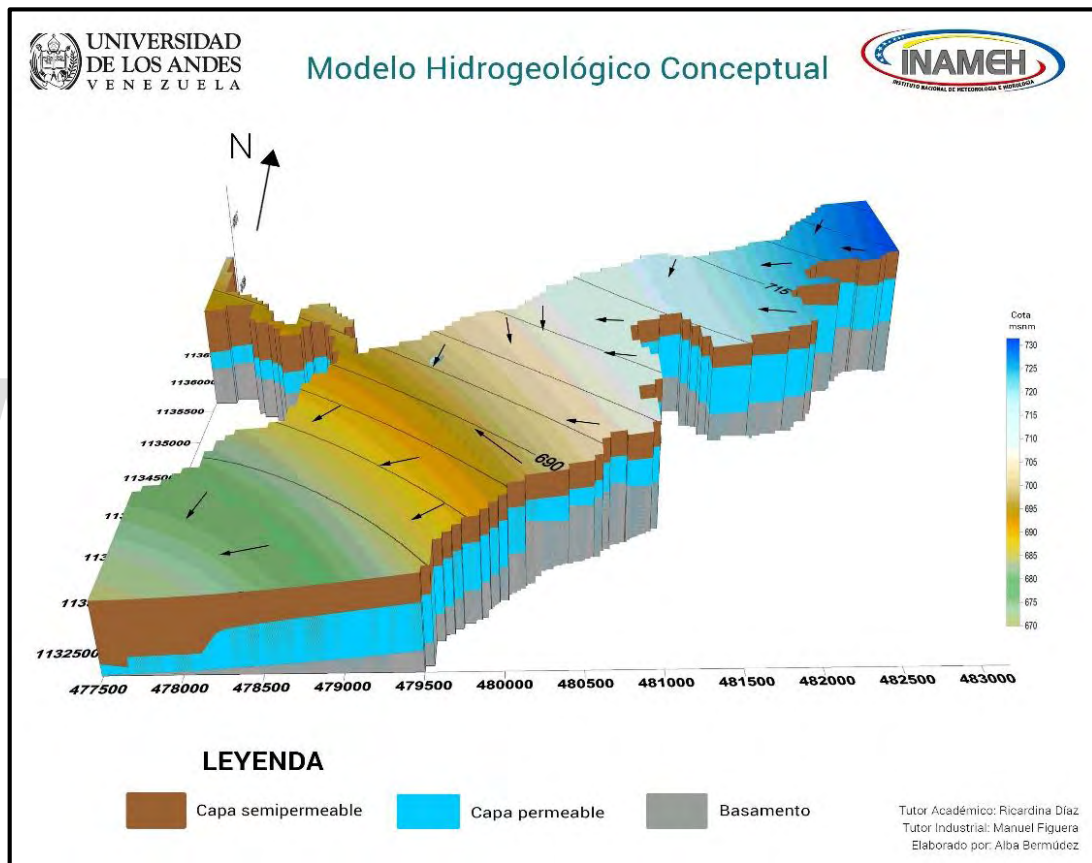 UNIVERSIDAD
DE LOS ANDES
VENEZUELA
Modelo Hidrogeológico Conceptual
INAMEH
INSTITUTO NACIONAL DE METEOROLOGÍA E HIDROLOGÍA
N
715
690
Cota
msnm
730
725
720
715
710
705
700
695
690
685
680
675
670
1136000
1135500
1135000
1132500
477500 478000 478500 479000 479500 480000 480500 481000 481500 482000 482500 483000
LEYENDA
Capa semipermeable
Capa permeable
Basamento
Tutor Académico: Ricardina Díaz
Tutor Industrial: Manuel Figuera
Elaborado por: Alba Bermúdez